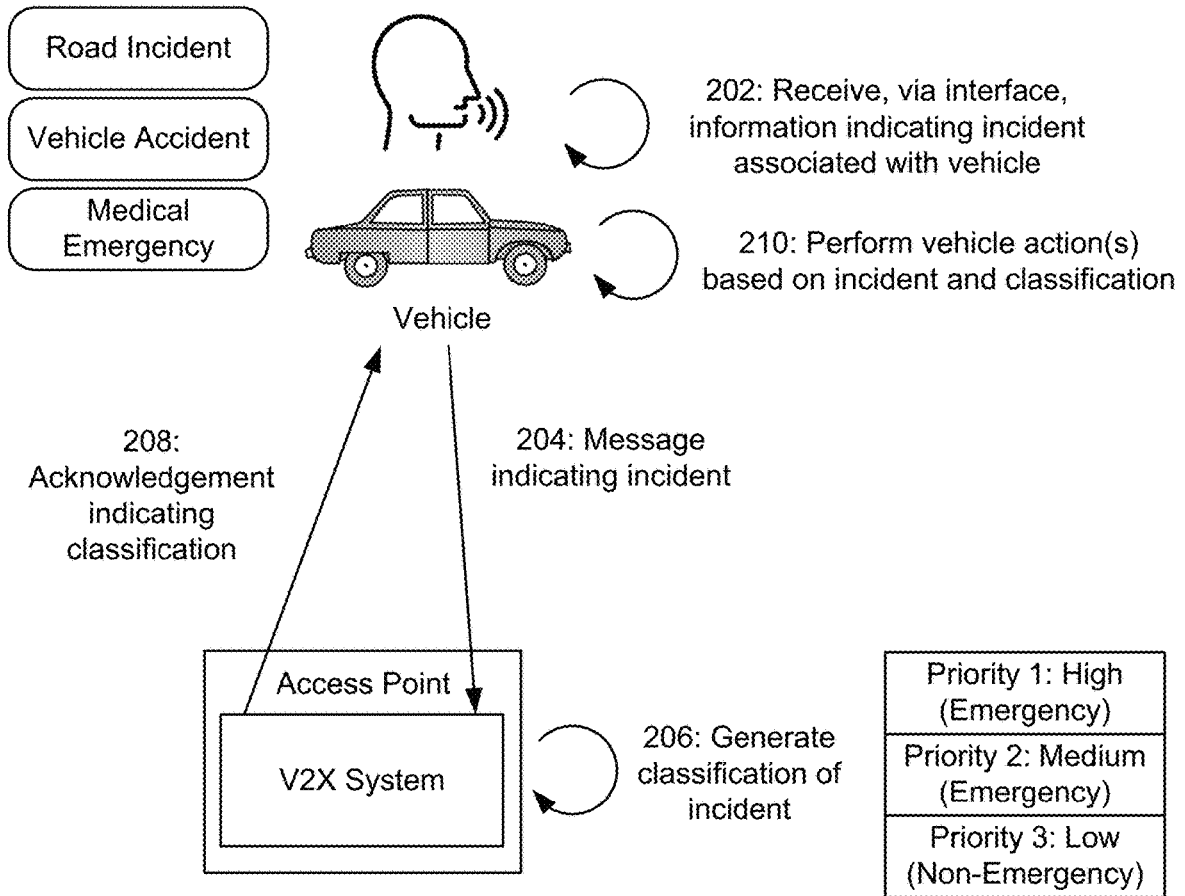 Road Incident
Vehicle Accident
Medical
Emergency
202: Receive, via interface,
information indicating incident
associated with vehicle
210: Perform vehicle action(s)
based on incident and classification
Vehicle
208:
Acknowledgement
indicating
classification
204: Message
indicating incident
Access Point
V2X System
206: Generate
classification of
incident
Priority 1: High
(Emergency)
Priority 2: Medium
(Emergency)
Priority 3: Low
(Non-Emergency)